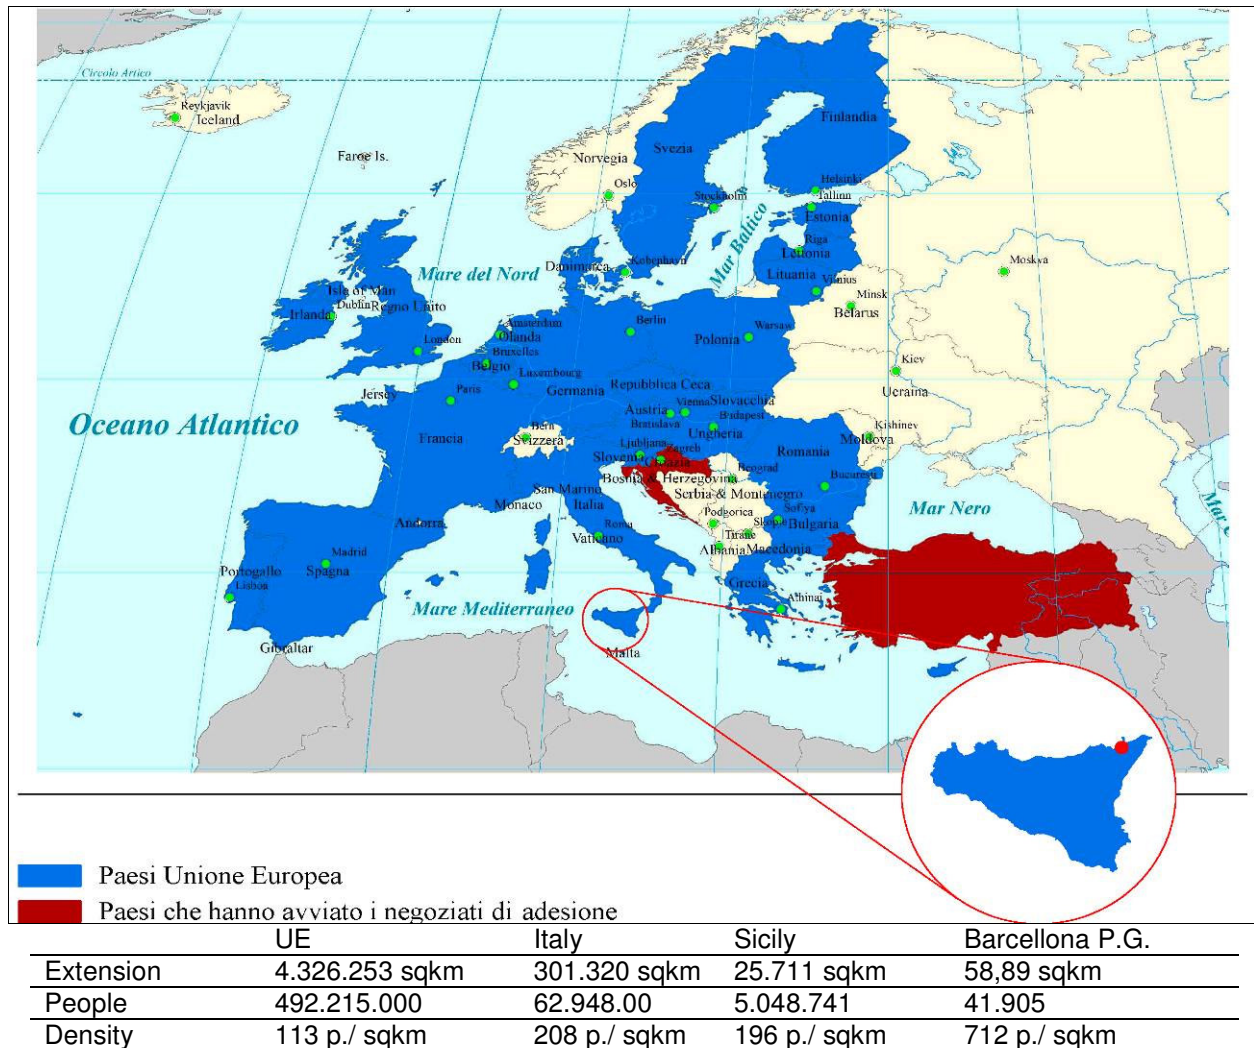 Circolo Artico
Reykjavik
Iceland
Faroe Is.
Norvegia
Svezia
Finlandia
Oslo
Stockholm
Helsinki
Tallinn
Estonia
Mar Baltico
Riga
Lettonia
Mare del Nord
Danimarca
Kobenhavn
Lituania
Vilnius
Moskva
Minsk
Belarus
Isle of Man
Dublin
Regno Unito
Irlanda
Amsterdam
Olanda
Berlin
Polonia
Warsaw
London
Bruxelles
Belgio
Luxembourg
Kiev
Ucraina
Jersey
Paris
Germania
Repubblica Ceca
Slovacchia
Oceano Atlantico
Austria
Vienna
Bratislava
Budapest
Ungheria
Kishinev
Moldova
Francia
Bern
Svizzera
Ljubljana
Slovenia
Zagreb
Croazia
Romania
Bosnia & Herzegovina
Beograd
Serbia & Montenegro
Bucuresti
San Marino
Italia
Monaco
Andorra
Mar Nero
Podgorica
Skopje
Sofiya
Bulgaria
Roma
Vaticano
Tirane
Albania
Macedonia
Madrid
Portogallo
Spagna
Lisbon
Grecia
Athinai
Mare Mediterraneo
Gibraltar
Malta
Paesi Unione Europea
Paesi che hanno avviato i negoziati di adesione
UE Italy Sicily Barcellona P.G.
Extension 4.326.253 sqkm 301.320 sqkm 25.711 sqkm 58,89 sqkm
People 492.215.000 62.948.00 5.048.741 41.905
Density 113 p./ sqkm 208 p./ sqkm 196 p./ sqkm 712 p./ sqkm